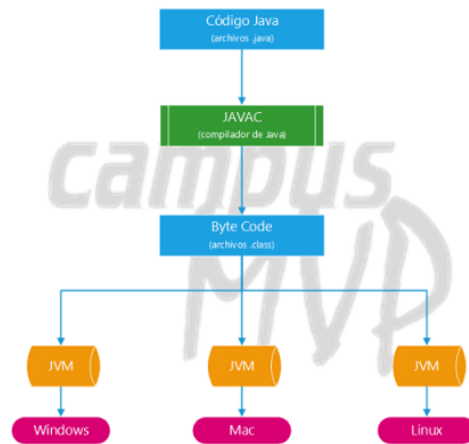 Código Java
(archivos .java)
JAVAC
(compilador de Java)
campus
MVP
Byte Code
(archivos .class)
JVM
JVM
JVM
Windows
Mac
Linux